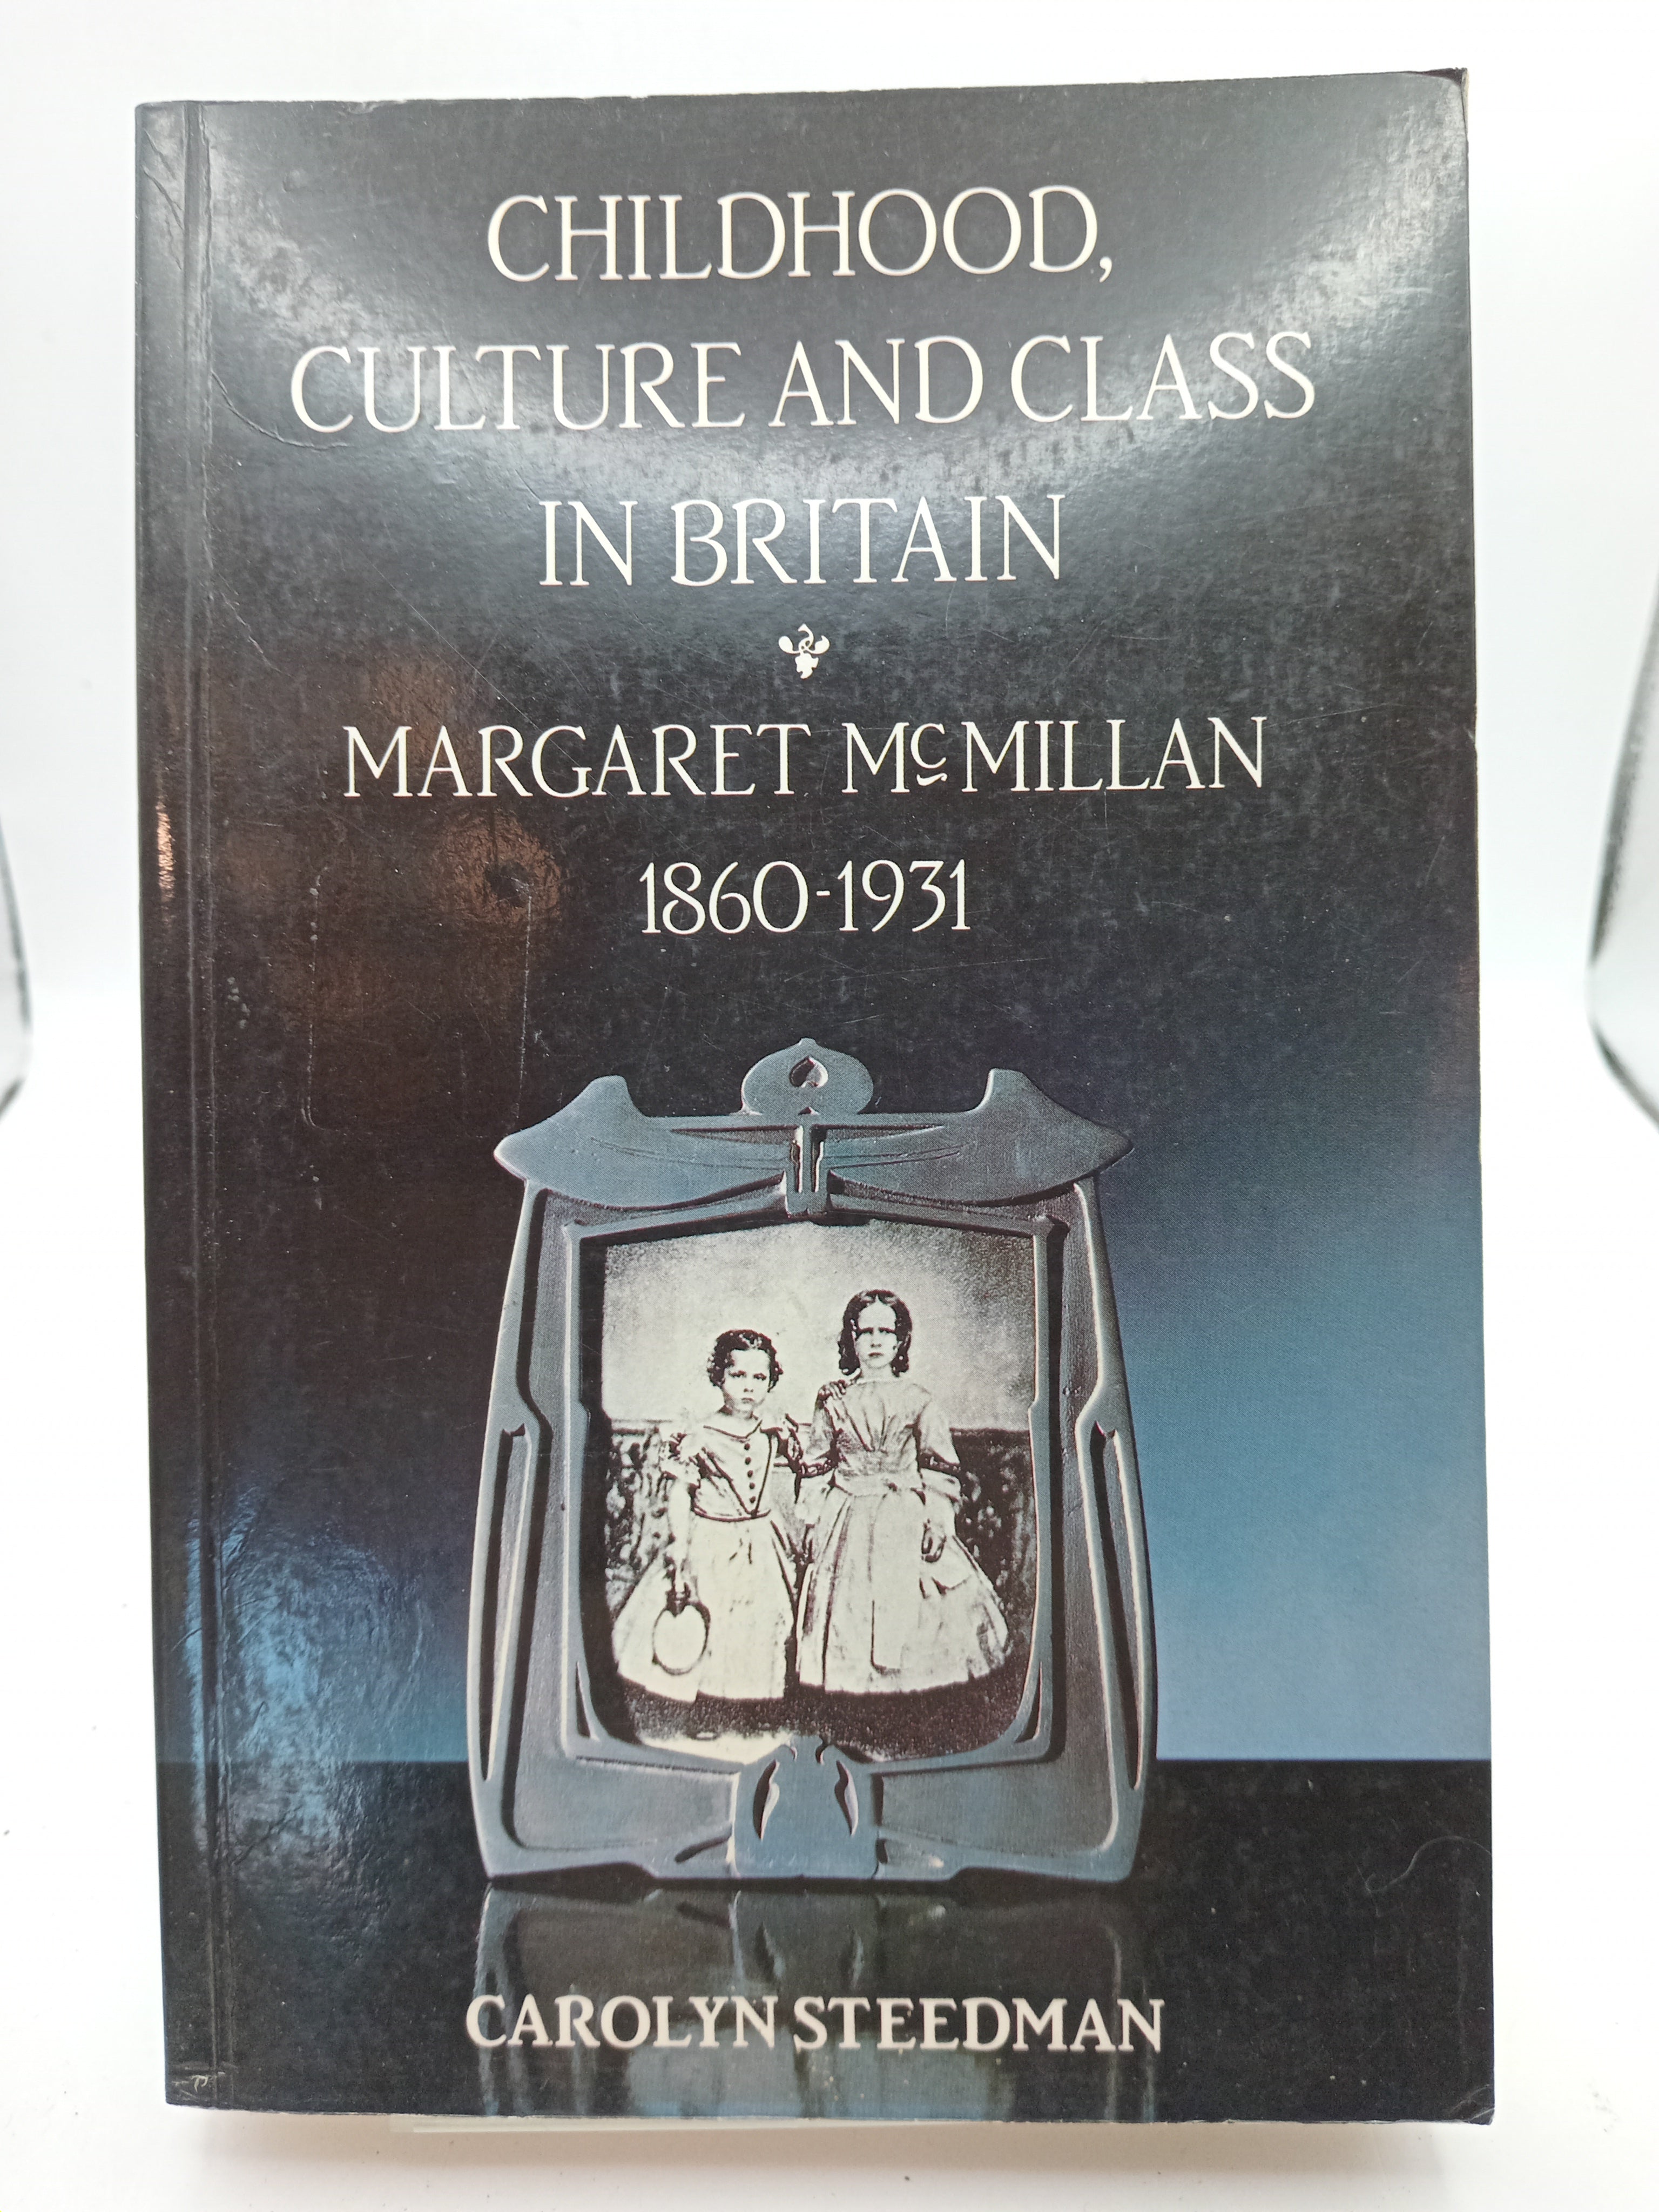 CHILDHOOD,
CULTURE AND CLASS
IN BRITAIN
MARGARET McMILLAN
1860-1931
CAROLYN STEEDMAN